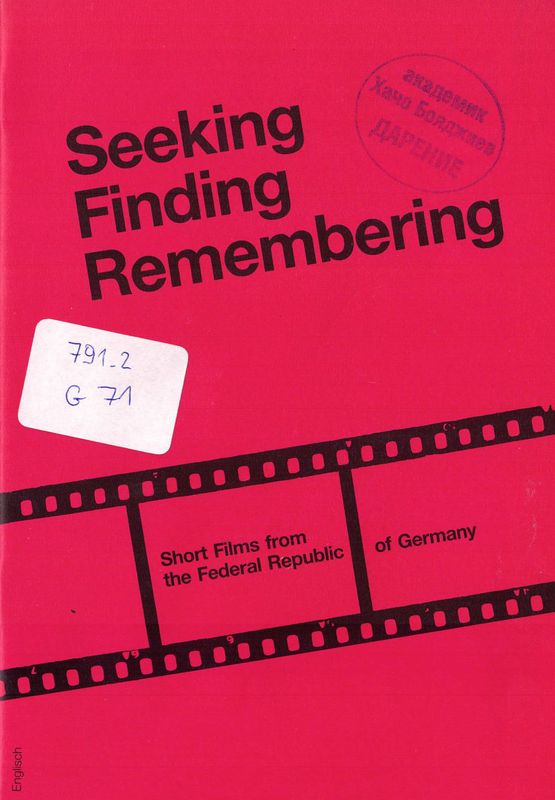 Seeking
Finding
Remembering
академик
Хачо Бояджиев
ДАРЕНИЕ
791-2
G 71
Short Films from
the Federal Republic
of Germany
Englisch